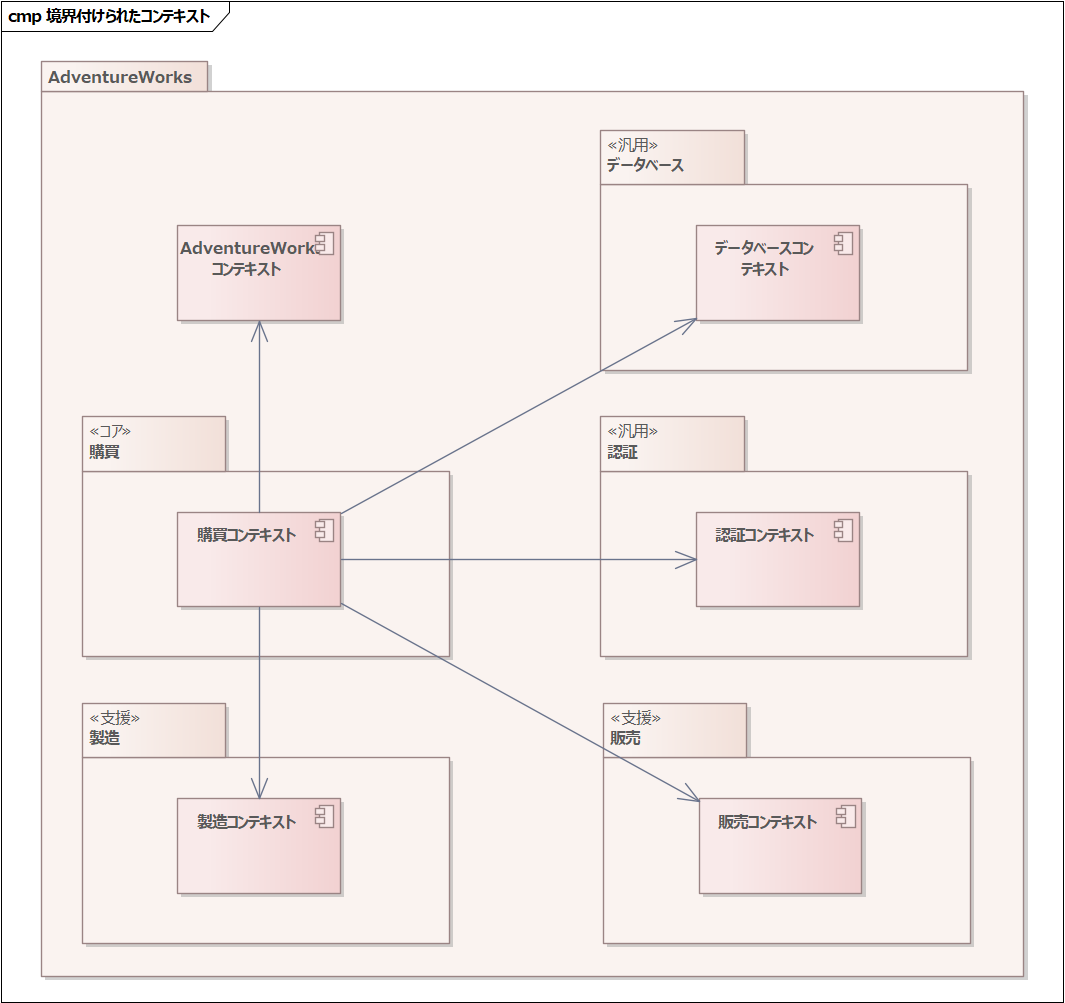 cmp 境界付けられたコンテキスト
AdventureWorks
«汎用»
データベース
AdventureWorks
コンテキスト
データベースコン
テキスト
«コア»
購買
«汎用»
認証
購買コンテキスト
認証コンテキスト
«支援»
製造
«支援»
販売
製造コンテキスト
販売コンテキスト